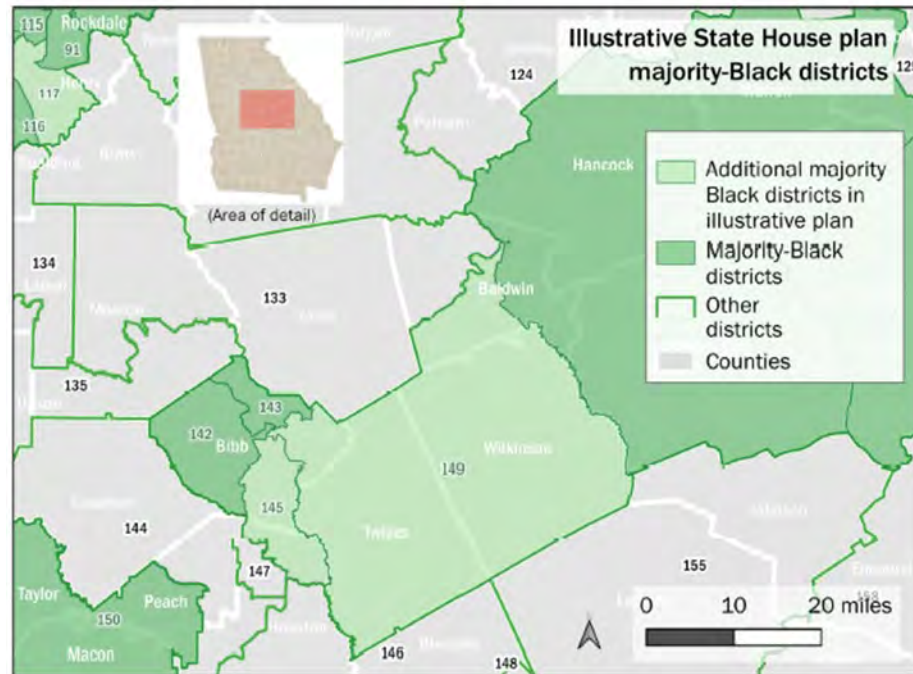 115
Rockdale
91
117
116
Illustrative State House plan
majority-Black districts
124
125
Putnam
Hancock
(Area of detail)
Additional majority
Black districts in
illustrative plan
Majority-Black
districts
Other
districts
Counties
134
133
Baldwin
135
143
142
Bibb
Wilkinson
149
145
144
Twiggs
147
155
Taylor
Peach
150
Macon
146
148
0 10 20 miles